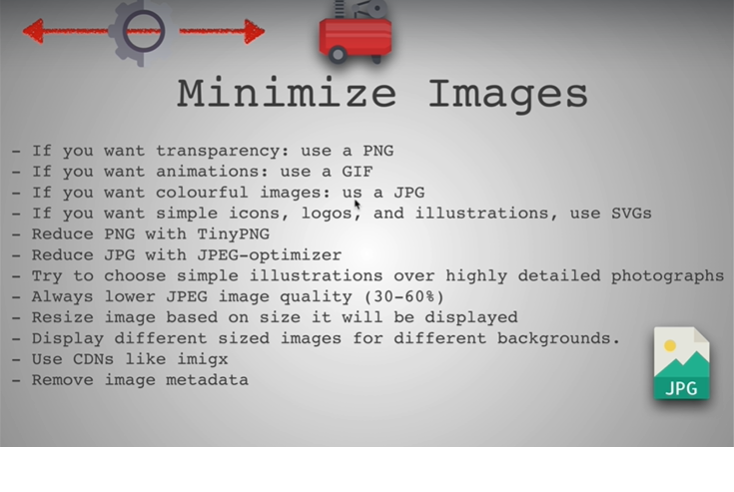 Minimize Images
- If you want transparency: use a PNG
- If you want animations: use a GIF
- If you want colourful images: us a JPG
- If you want simple icons, logos, and illustrations, use SVGs
- Reduce PNG with TinyPNG
- Reduce JPG with JPEG-optimizer
- Try to choose simple illustrations over highly detailed photographs
- Always lower JPEG image quality (30-60%)
- Resize image based on size it will be displayed
- Display different sized images for different backgrounds.
- Use CDNs like imigx
- Remove image metadata
JPG